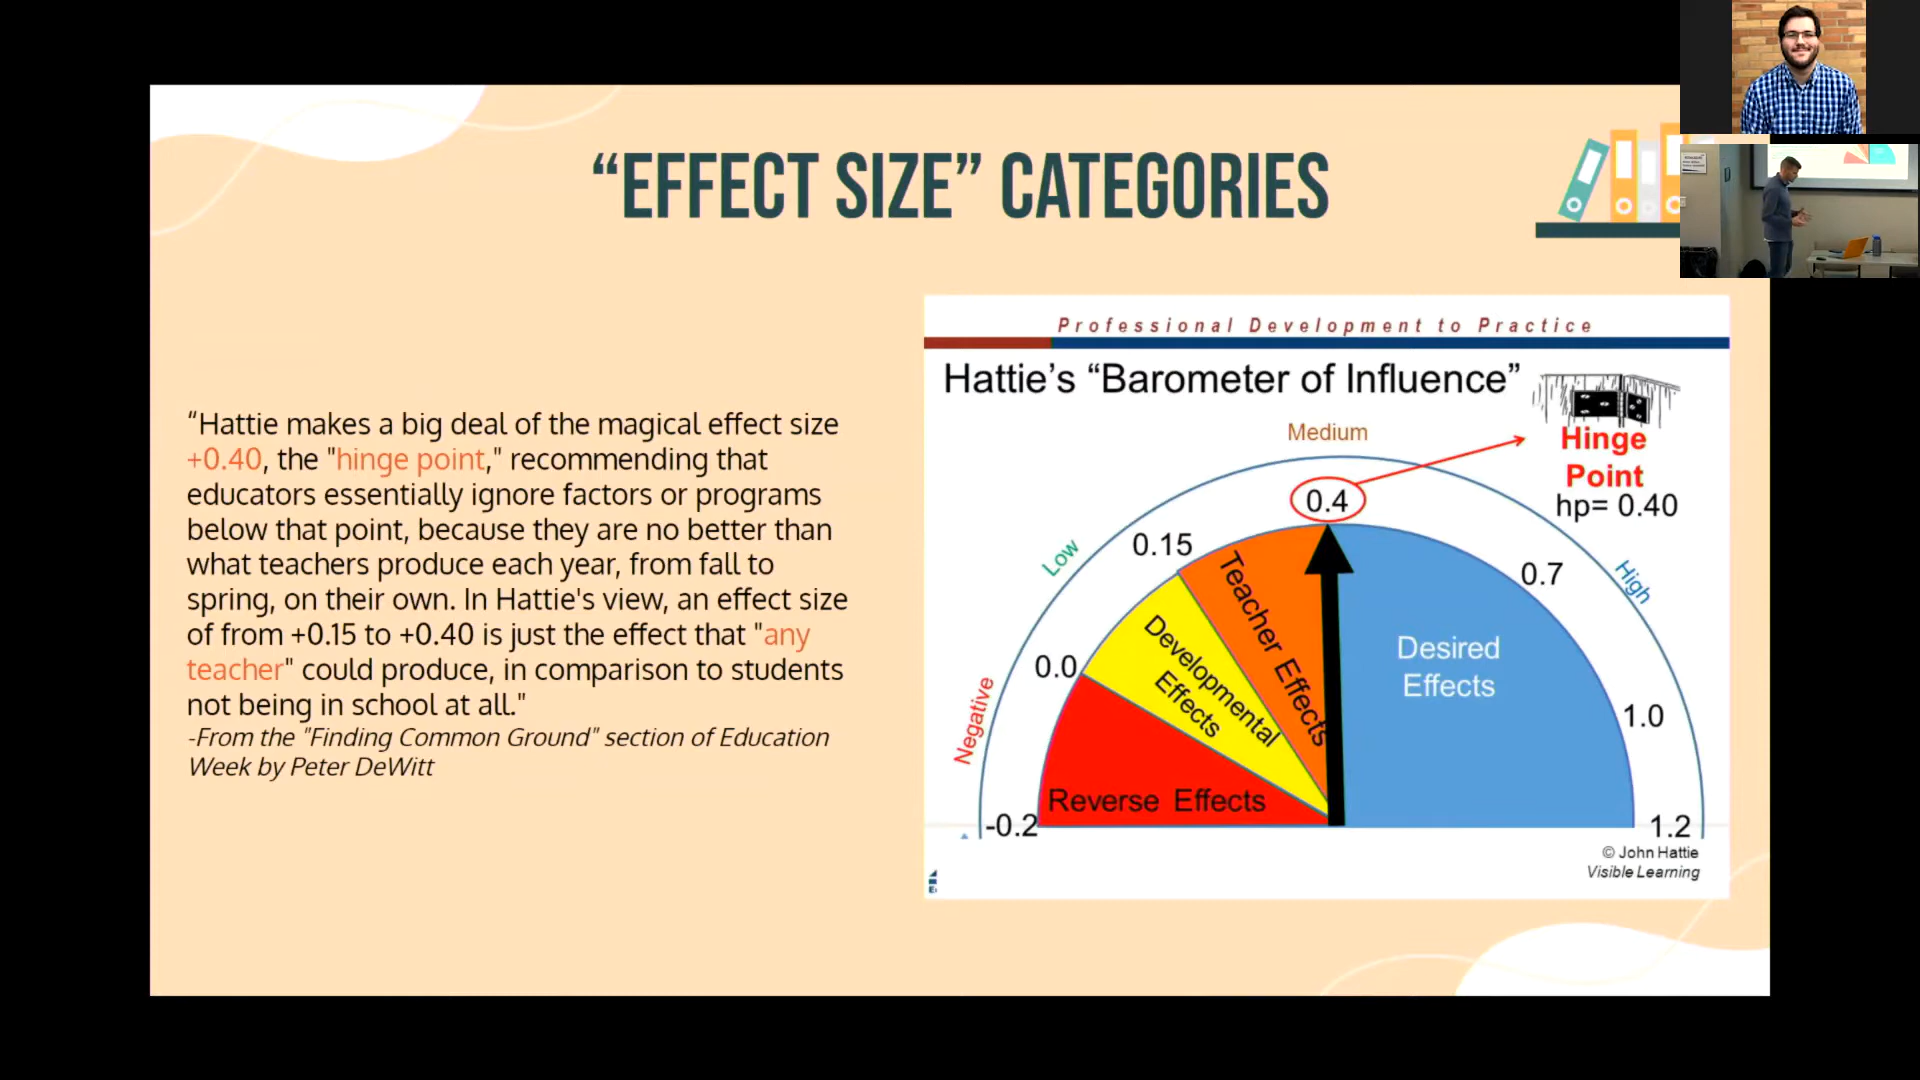 “EFFECT SIZE” CATEGORIES
“Hattie makes a big deal of the magical effect size
+0.40, the "hinge point," recommending that
educators essentially ignore factors or programs
below that point, because they are no better than
what teachers produce each year, from fall to
spring, on their own. In Hattie's view, an effect size
of from +0.15 to +0.40 is just the effect that "any
teacher" could produce, in comparison to students
not being in school at all."
-From the "Finding Common Ground" section of Education
Week by Peter DeWitt
Professional Development to Practice
Hattie’s “Barometer of Influence”
Hinge
Point
hp= 0.40
Medium
0.4
Low
0.15
0.7
High
Negative
0.0
1.0
-0.2
1.2
Reverse Effects
Developmental
Effects
Teacher Effects
Desired
Effects
© John Hattie
Visible Learning